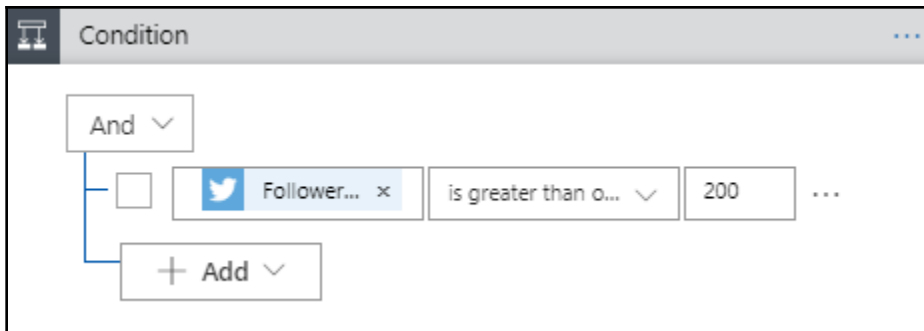 Condition
And
Follower... × is greater than o... 200
Add